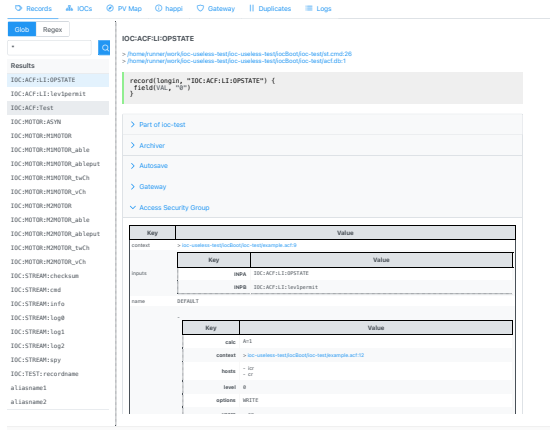 Records IOCs PV Map happi Gateway Duplicates Logs
Glob Regex
*
Results
IOC:ACF:LI:OPSTATE
IOC:ACF:LI:lev1permit
IOC:ACF:Test
IOC:MOTOR:ASYN
IOC:MOTOR:M1MOTOR
IOC:MOTOR:M1MOTOR_able
IOC:MOTOR:M1MOTOR_ableput
IOC:MOTOR:M1MOTOR_twCh
IOC:MOTOR:M1MOTOR_vCh
IOC:MOTOR:M2MOTOR
IOC:MOTOR:M2MOTOR_able
IOC:MOTOR:M2MOTOR_ableput
IOC:MOTOR:M2MOTOR_twCh
IOC:MOTOR:M2MOTOR_vCh
IOC:STREAM:checksum
IOC:STREAM:cmd
IOC:STREAM:info
IOC:STREAM:log0
IOC:STREAM:log1
IOC:STREAM:log2
IOC:STREAM:spy
IOC:TEST:recordname
aliasname1
aliasname2
IOC:ACF:LI:OPSTATE
> /home/runner/work/ioc-useless-test/ioc-useless-test/iocBoot/ioc-test/st.cmd:26
> /home/runner/work/ioc-useless-test/ioc-useless-test/iocBoot/ioc-test/acf.db:1
record(longin, "IOC:ACF:LI:OPSTATE") {
field(VAL, "0")
}
> Part of ioc-test
> Archiver
> Autosave
> Gateway
Access Security Group
Key Value
context > ioc-useless-test/iocBoot/ioc-test/example.acf:9
Key Value
inputs
INPA IOC:ACF:LI:OPSTATE
INPB IOC:ACF:LI:lev1permit
name DEFAULT
-
Key Value
calc A=1
context > ioc-useless-test/iocBoot/ioc-test/example.acf:12
hosts
- icr
- cr
level 0
options WRITE